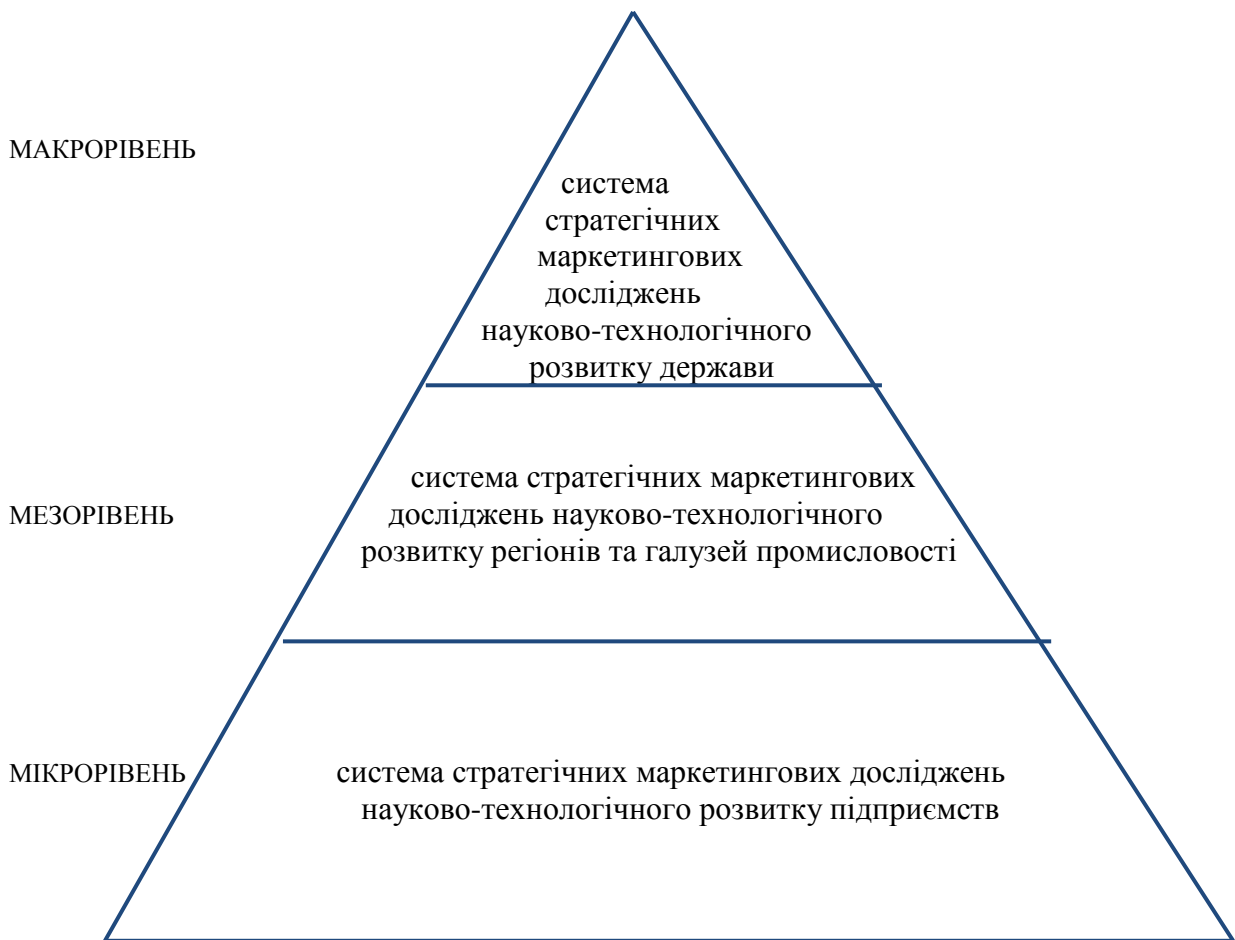 МАКРОРІВЕНЬ
система
стратегічних
маркетингових
досліджень
науково-технологічного
розвитку держави
МЕЗОРІВЕНЬ
система стратегічних маркетингових
досліджень науково-технологічного
розвитку регіонів та галузей промисловості
МІКРОРІВЕНЬ
система стратегічних маркетингових досліджень
науково-технологічного розвитку підприємств